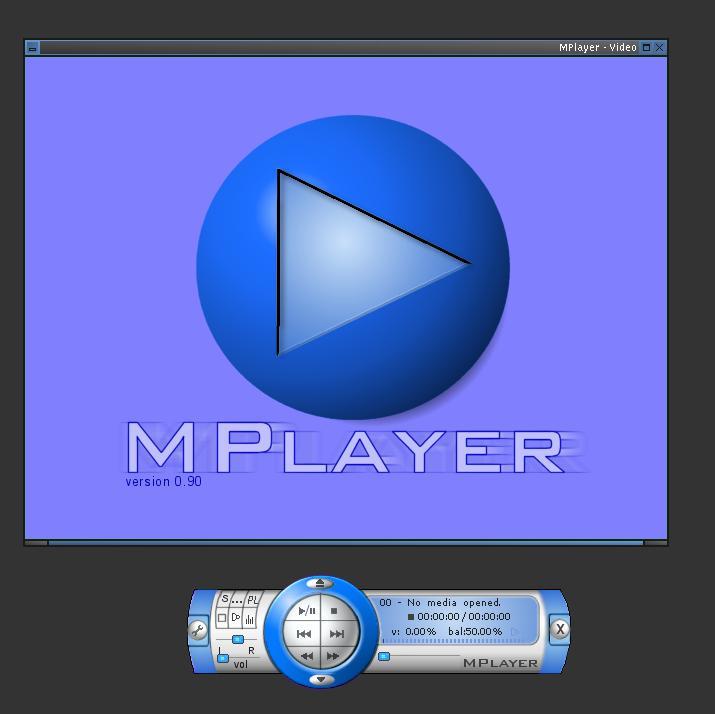 MPlayer - Video
MPLAYER
version 0.90
S ... PL
00 - No media opened.
00:00:00 / 00:00:00
v: 0.00% bal:50.00%
L R
vol
X
MPLAYER